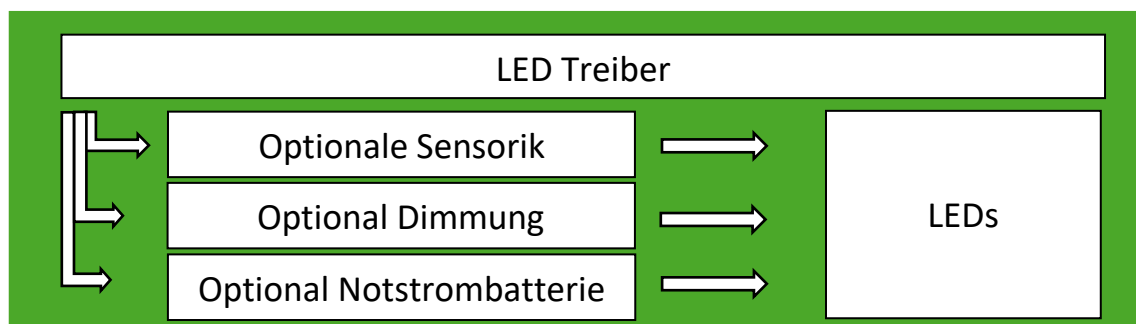 LED Treiber
Optionale Sensorik
Optional Dimmung
LEDs
Optional Notstrombatterie